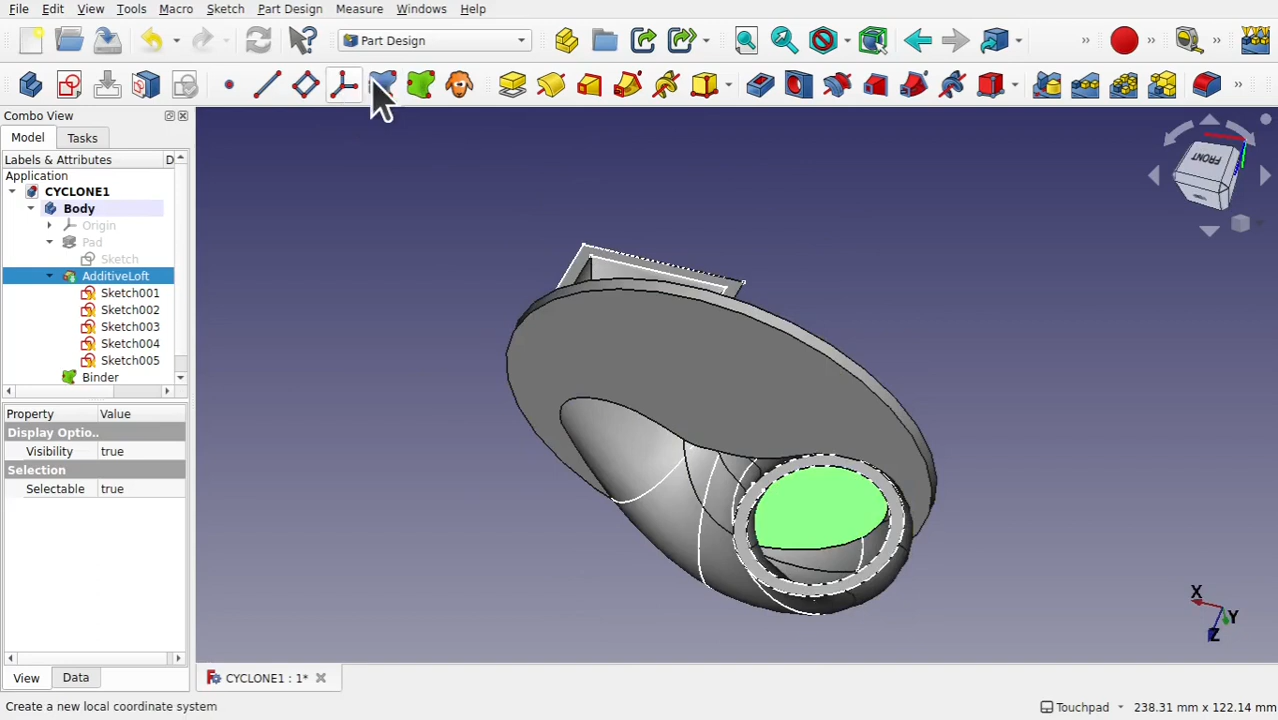 File Edit View Tools Macro Sketch Part Design Measure Windows Help
Part Design
Combo View
Model Tasks
Labels & Attributes D
Application
CYCLONE1
Body
Origin
Pad
Sketch
AdditiveLoft
Sketch001
Sketch002
Sketch003
Sketch004
Sketch005
Binder
Property Value
Display Optio..
Visibility true
Selection
Selectable true
View Data
FRONT
X
Y
Z
CYCLONE1 : 1*
Create a new local coordinate system
Touchpad 238.31 mm x 122.14 mm